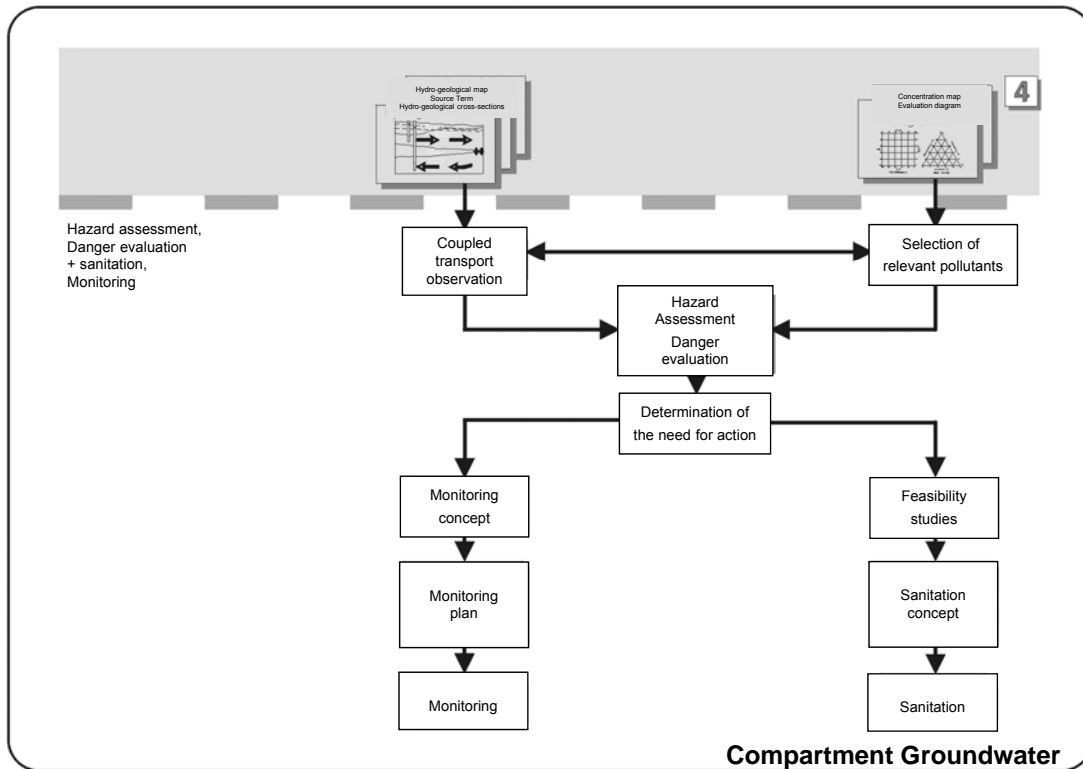 Hydro-geological map
Source Term
Hydro-geological cross-sections
Concentration map
Evaluation diagram
4
Hazard assessment,
Danger evaluation
+ sanitation,
Monitoring
Coupled
transport
observation
Selection of
relevant pollutants
Hazard
Assessment
Danger
evaluation
Determination of
the need for action
Monitoring
concept
Feasibility
studies
Monitoring
plan
Sanitation
concept
Monitoring
Sanitation
Compartment Groundwater